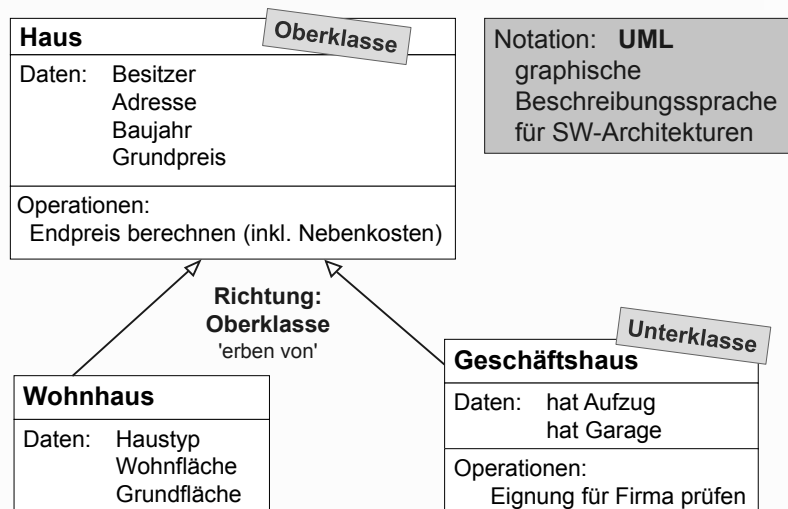 Haus
Oberklasse
Daten: Besitzer
Adresse
Baujahr
Grundpreis
Operationen:
Endpreis berechnen (inkl. Nebenkosten)
Notation: UML
graphische
Beschreibungssprache
für SW-Architekturen
Richtung:
Oberklasse
'erben von'
Wohnhaus
Daten: Haustyp
Wohnfläche
Grundfläche
Unterklasse
Geschäftshaus
Daten: hat Aufzug
hat Garage
Operationen:
Eignung für Firma prüfen